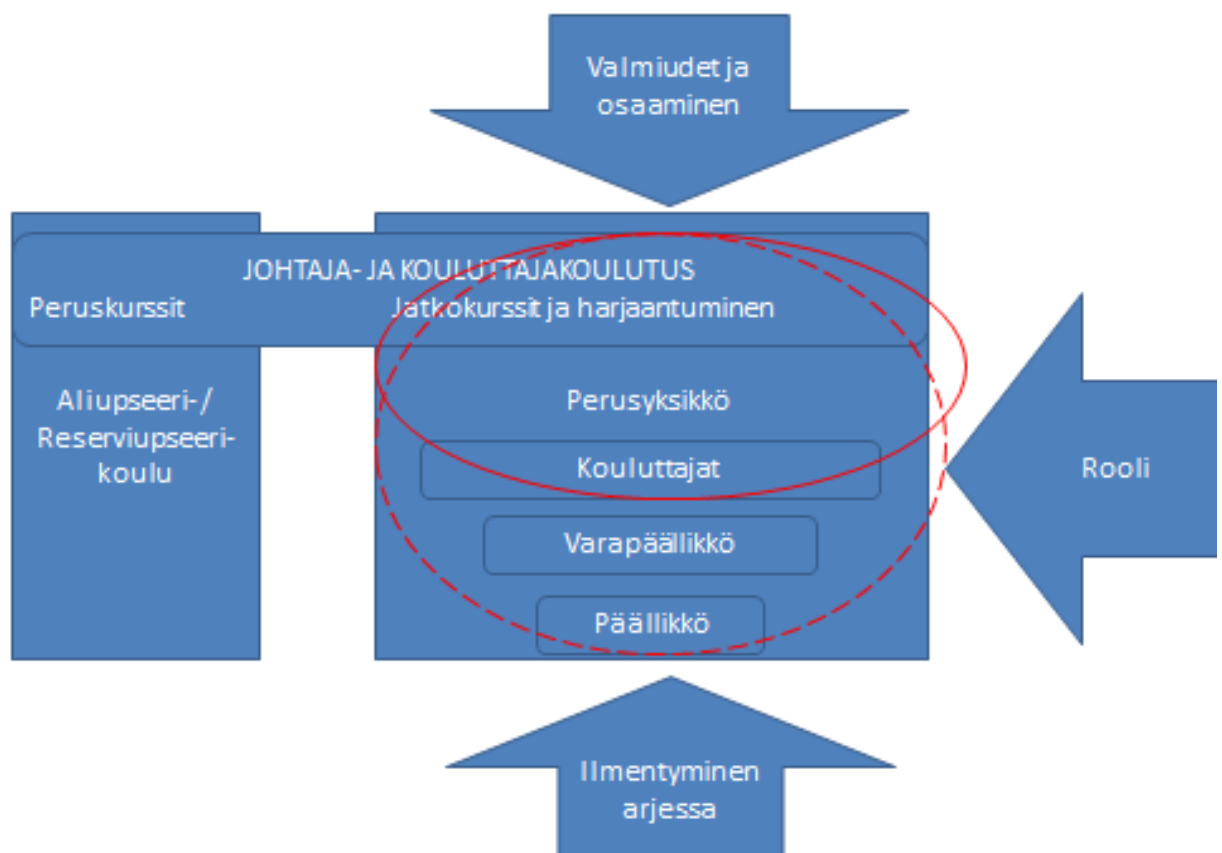 Valmiudet ja
osaaminen
JOHTAJA- JA KOULUTTAJAKOULUTUS
Peruskurssit
Jatkokurssit ja harjaantuminen
Aliupseeri-/
Reserviupseeri-
koulu
Perusyksikkö
Kouluttajat
Varapäällikkö
Päällikkö
Rooli
Ilmentyminen
arjessa